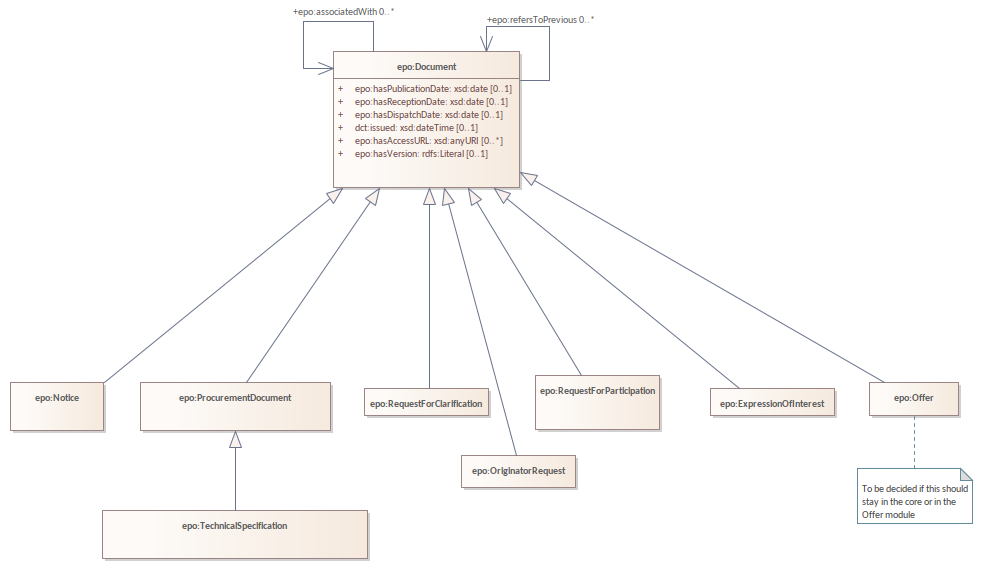 +epo:associatedWith 0..*
+epo:refersToPrevious 0..*
epo:Document
+ epo:hasPublicationDate: xsd:date [0..1]
+ epo:hasReceptionDate: xsd:date [0..1]
+ epo:hasDispatchDate: xsd:date [0..1]
+ dct:issued: xsd:dateTime [0..1]
+ epo:hasAccessURL: xsd:anyURI [0..*]
+ epo:hasVersion: rdfs:Literal [0..1]
epo:Notice
epo:ProcurementDocument
epo:RequestForClarification
epo:RequestForParticipation
epo:ExpressionOfInterest
epo:Offer
epo:OriginatorRequest
To be decided if this should
stay in the core or in the
Offer module
epo:TechnicalSpecification